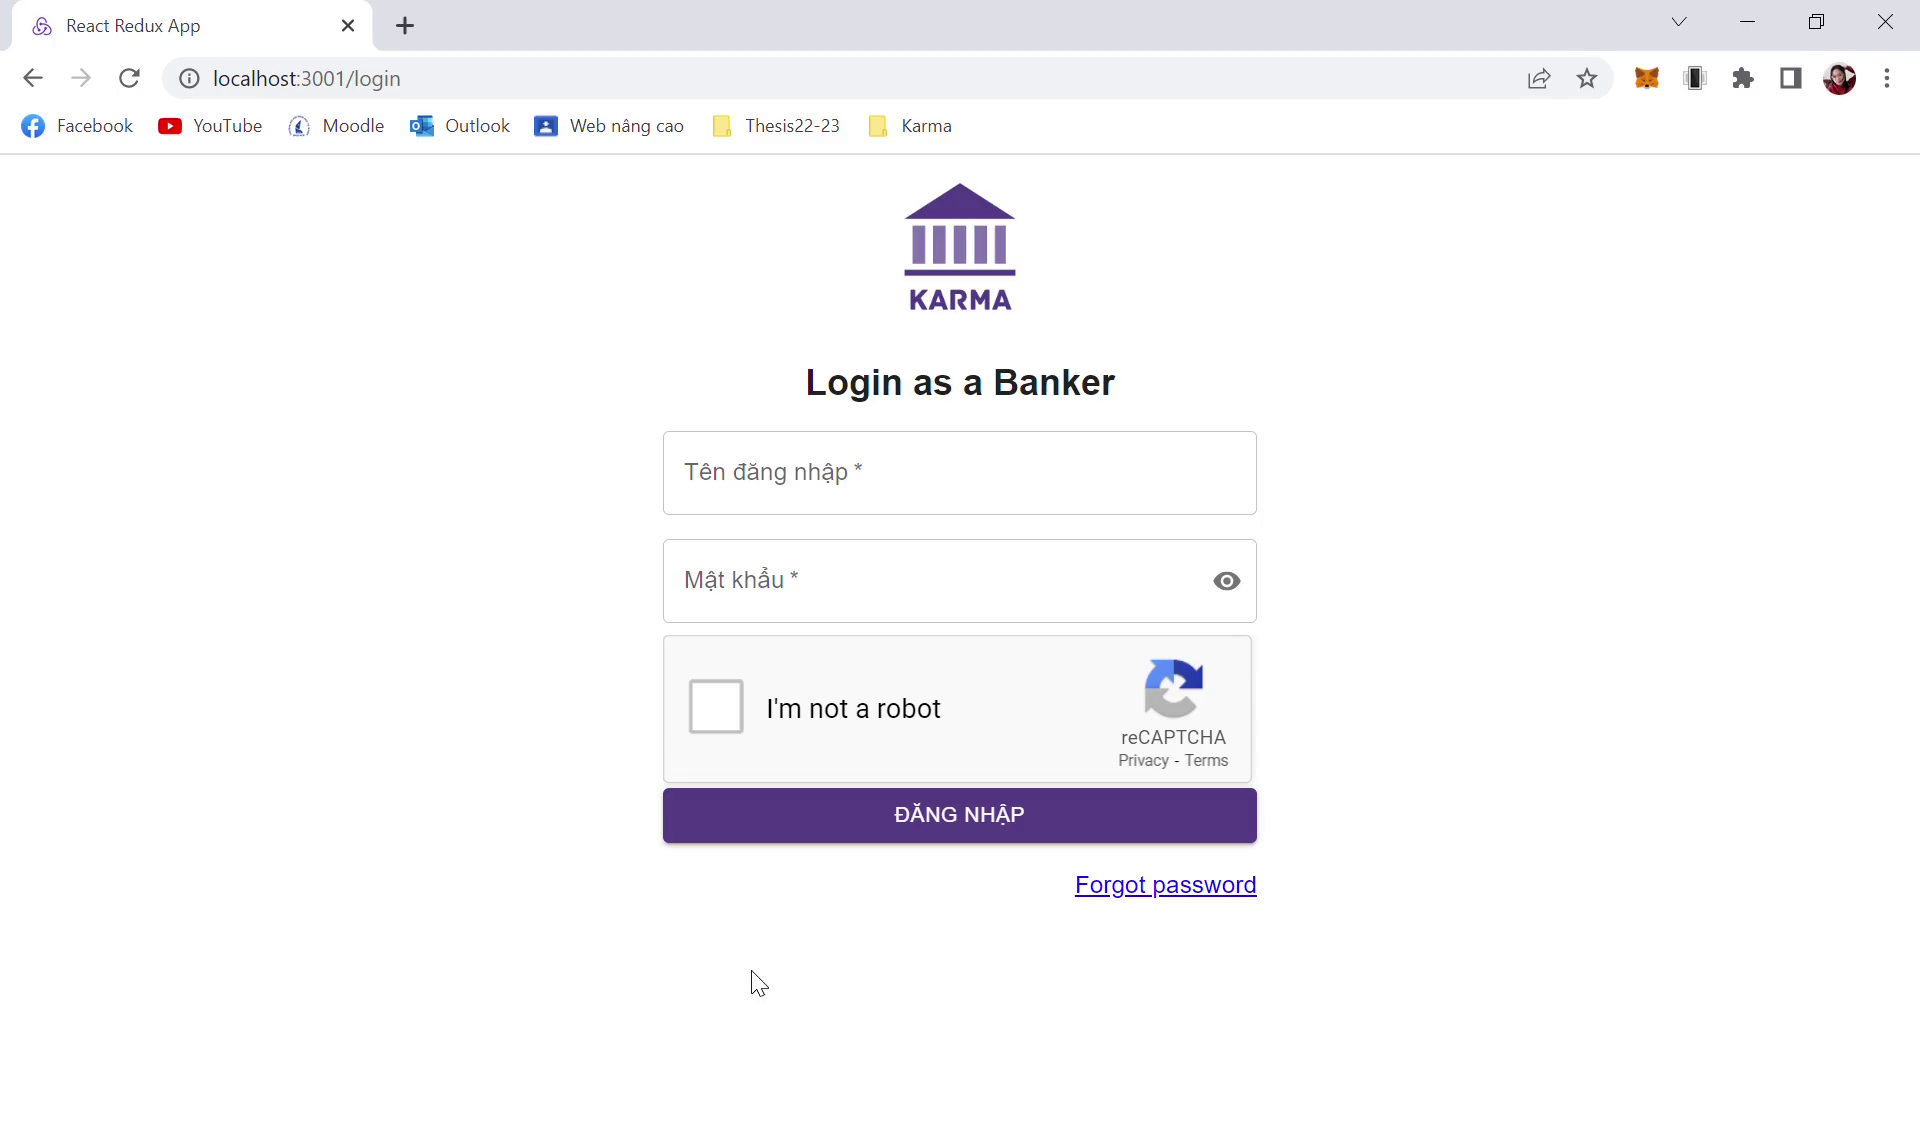 React Redux App
localhost:3001/login
Facebook YouTube Moodle Outlook Web nâng cao Thesis22-23 Karma
KARMA
Login as a Banker
Tên đăng nhập *
Mật khẩu *
I'm not a robot
reCAPTCHA
Privacy - Terms
ĐĂNG NHẬP
Forgot password